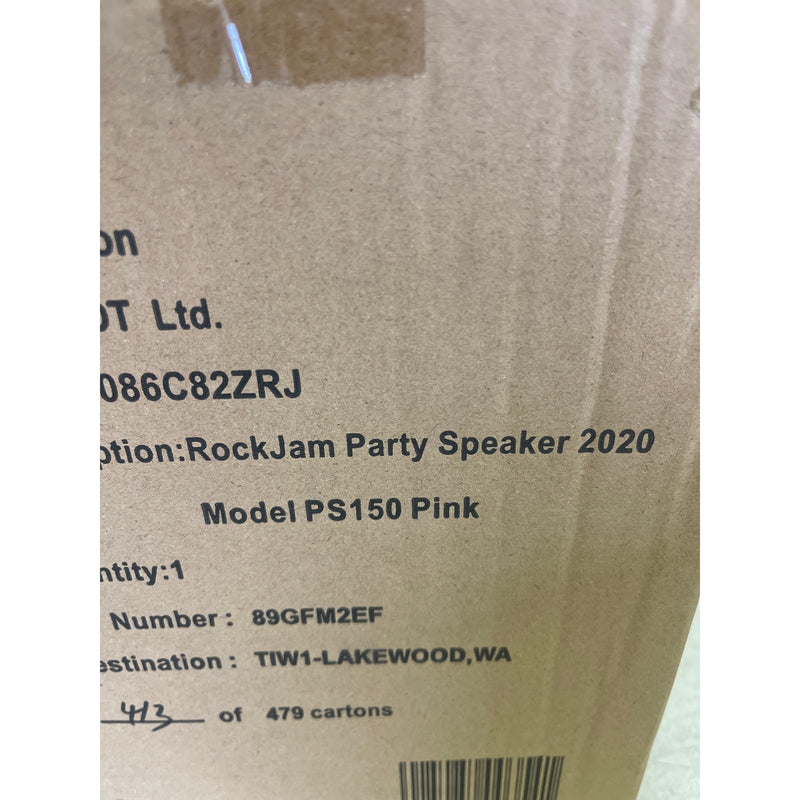 on
OT Ltd.
086C82ZRJ
ption:RockJam Party Speaker 2020
Model PS150 Pink
ntity:1
Number: 89GFM2EF
estination: TIW1-LAKEWOOD,WA
413 of 479 cartons